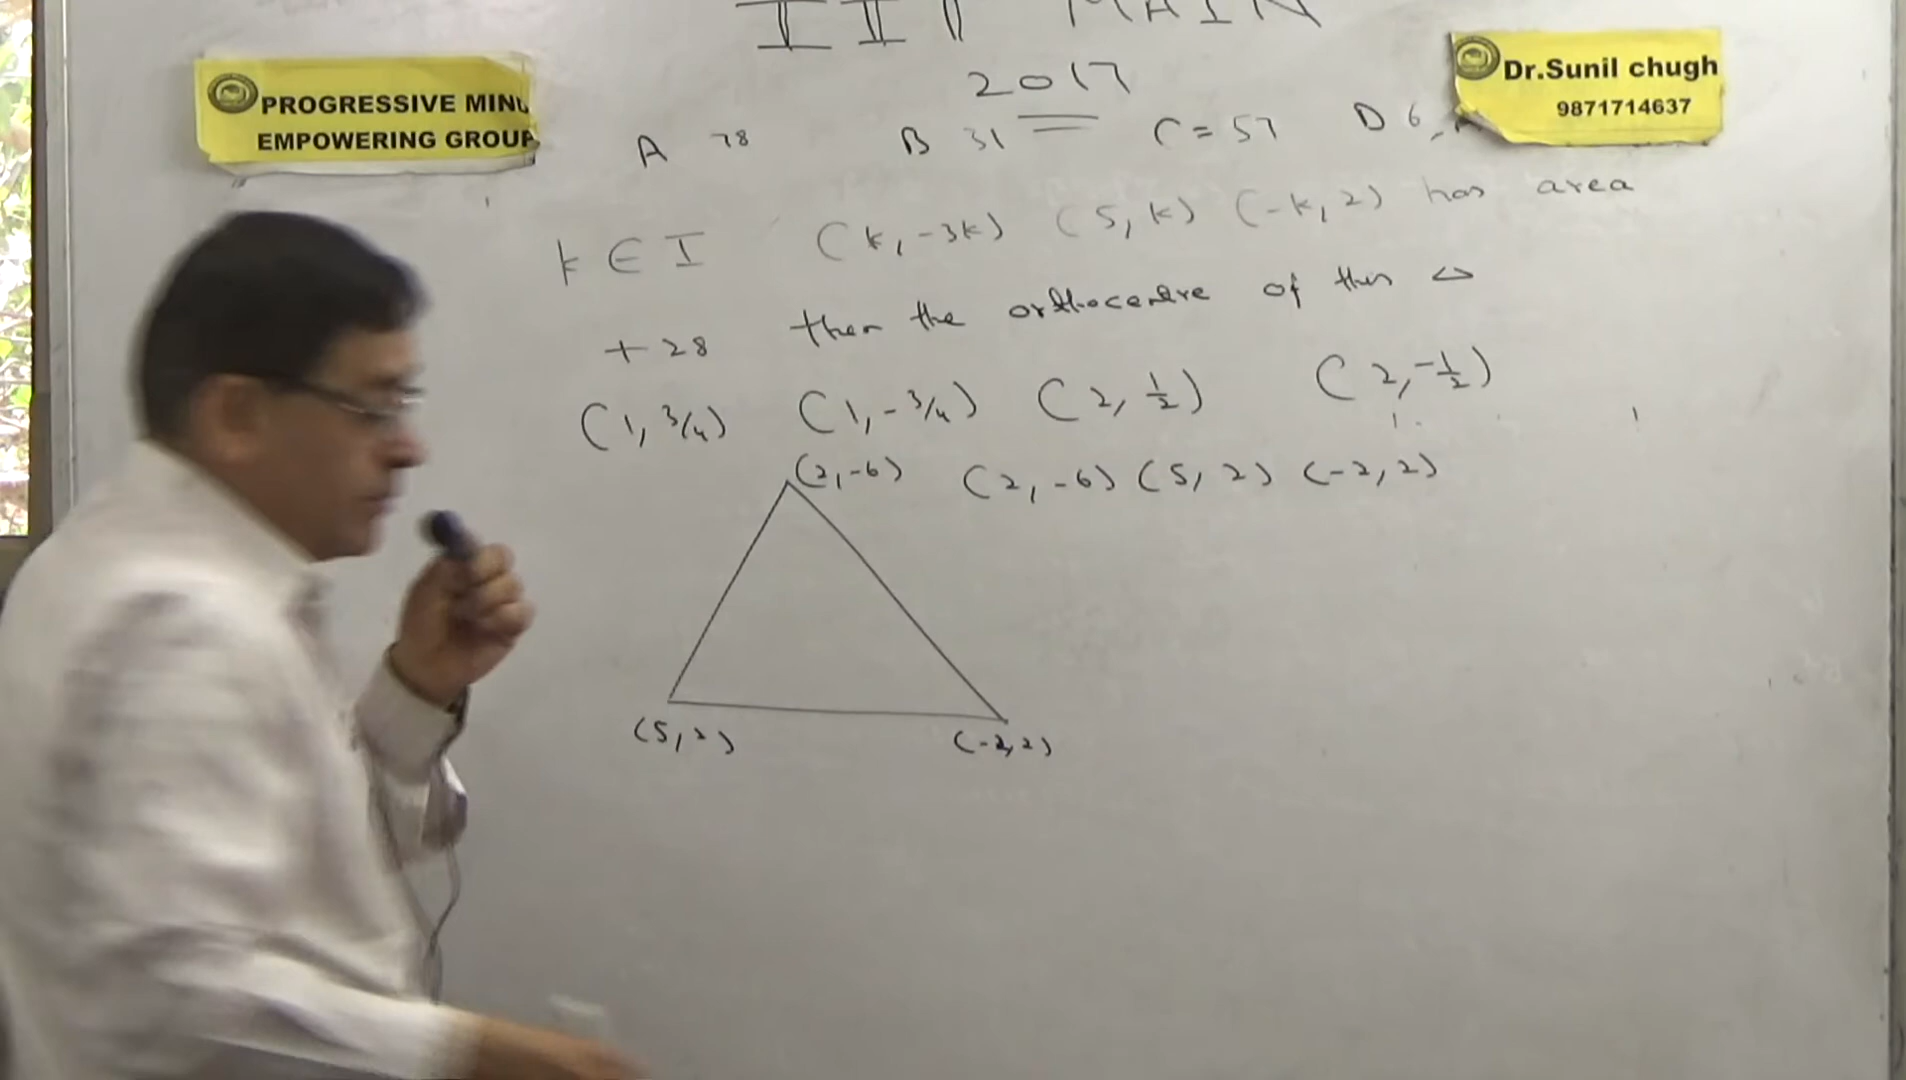 IIT MAIN
2017
PROGRESSIVE MIND
EMPOWERING GROUP
Dr.Sunil chugh
9871714637
A 78 B 31 C = 57 D 6
k ∈ I (k, -3k) (5, k) (-k, 2) has area
+ 28 then the orthocentre of this △
(1, 3/4) (1, -3/4) (2, 1/2) (2, -1/2)
(2, -6) (2, -6) (5, 2) (-2, 2)
(5, 2) (-2, 2)